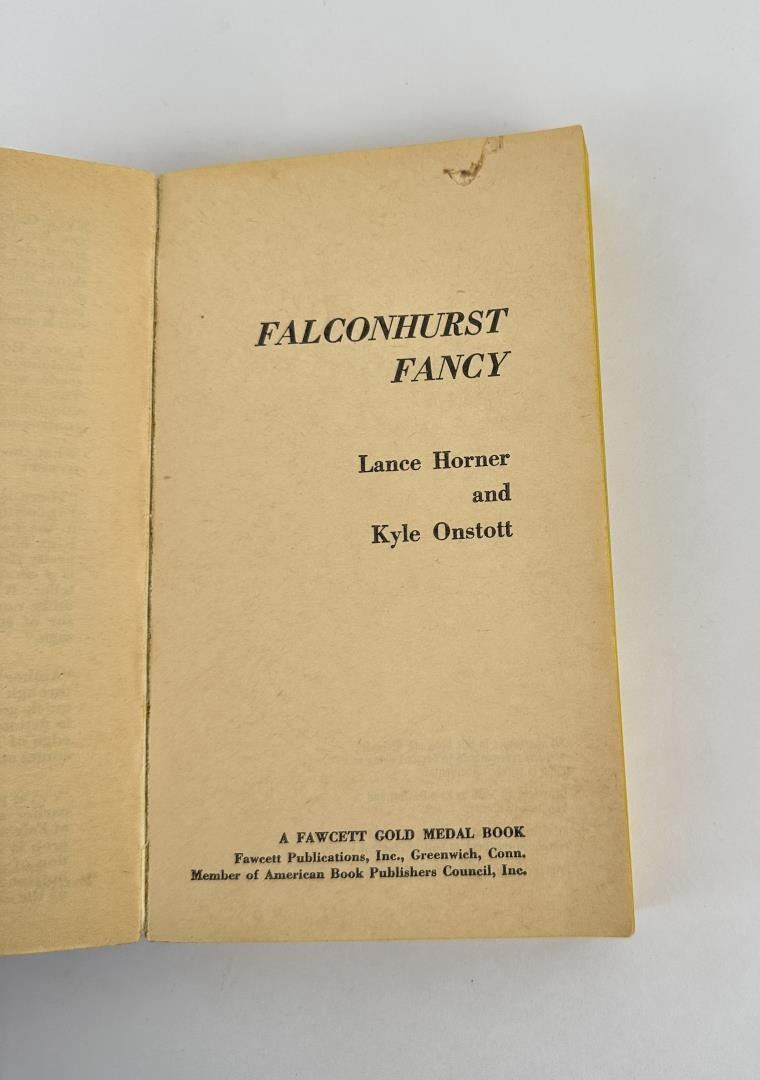 FALCONHURST
FANCY
Lance Horner
and
Kyle Onstott
A FAWCETT GOLD MEDAL BOOK
Fawcett Publications, Inc., Greenwich, Conn.
Member of American Book Publishers Council, Inc.